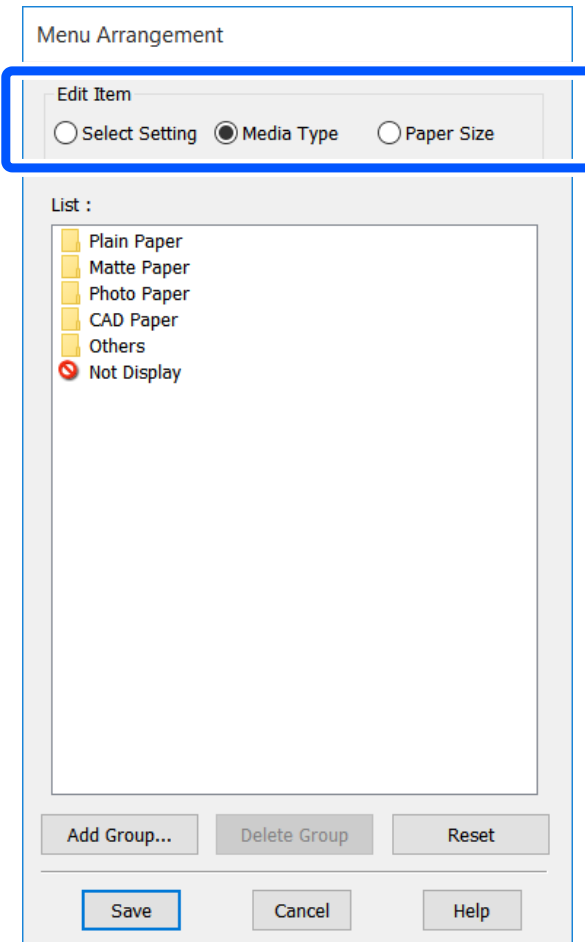 Menu Arrangement
Edit Item
Select Setting Media Type Paper Size
List :
Plain Paper
Matte Paper
Photo Paper
CAD Paper
Others
Not Display
Add Group... Delete Group Reset
Save Cancel Help